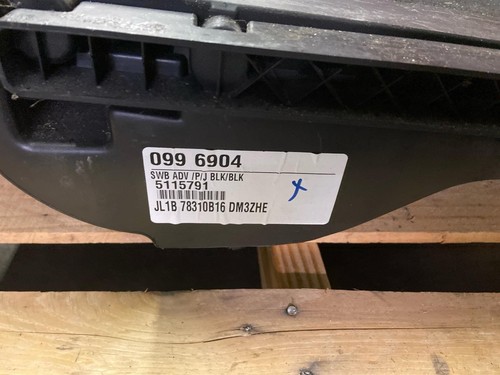 099 6904
SWB ADV /P/J BLK/BLK
5115791
JL1B 78310B16 DM3ZHE